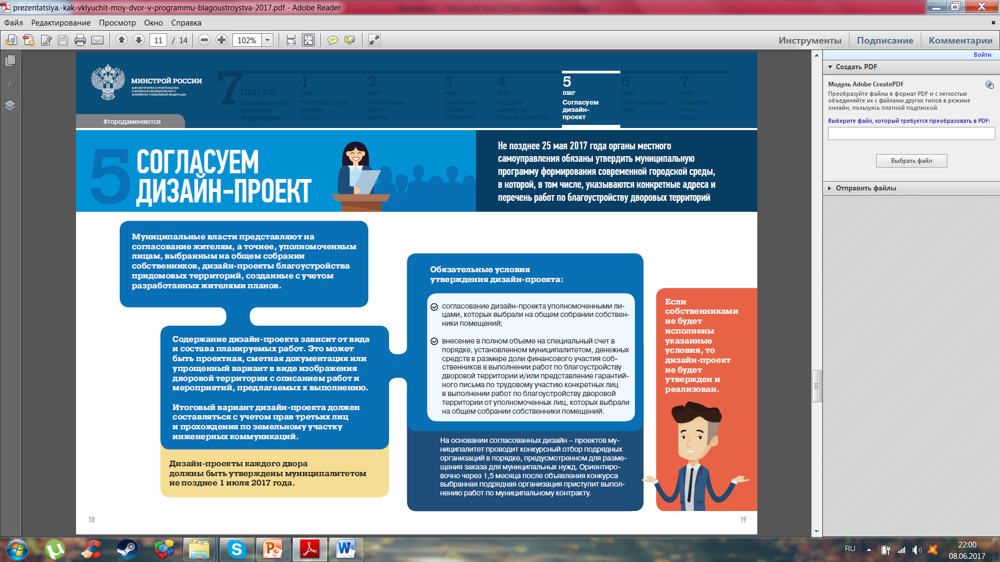 prezentatsiya.-kak-vklyuchit-moy-dvor-v-programmu-blagoustroystva-2017.pdf - Adobe Reader
Файл Редактирование Просмотр Окно Справка
11 / 14 102%
Инструменты Подписание Комментарии
МИНСТРОЙ РОССИИ
МИНИСТЕРСТВО СТРОИТЕЛЬСТВА
И ЖИЛИЩНО-КОММУНАЛЬНОГО
ХОЗЯЙСТВА РОССИЙСКОЙ ФЕДЕРАЦИИ
#городаменяются
7 шагов
к комфортной
дворовой
территории
1
шаг
Что происходит
в моем
городе?
2
шаг
Планируем
двор
мечты
3
шаг
Проводим
общее
собрание
4
шаг
Подаем
заявку на
благоустройство
5
шаг
Согласуем
дизайн-
проект
6
шаг
Обустраиваем
двор
7
шаг
Бережем
свой
двор
5 СОГЛАСУЕМ
ДИЗАЙН-ПРОЕКТ
Не позднее 25 мая 2017 года органы местного
самоуправления обязаны утвердить муниципальную
программу формирования современной городской среды,
в которой, в том числе, указываются конкретные адреса и
перечень работ по благоустройству дворовых территорий
Муниципальные власти представляют на
согласование жителям, а точнее, уполномоченным
лицам, выбранным на общем собрании
собственников, дизайн-проекты благоустройства
придомовых территорий, созданные с учетом
разработанных жителями планов.
Содержание дизайн-проекта зависит от вида
и состава планируемых работ. Это может
быть проектная, сметная документация или
упрощенный вариант в виде изображения
дворовой территории с описанием работ и
мероприятий, предлагаемых к выполнению.
Итоговый вариант дизайн-проекта должен
составляться с учетом прав третьих лиц
и прохождения по земельному участку
инженерных коммуникаций.
Дизайн-проекты каждого двора
должны быть утверждены муниципалитетом
не позднее 1 июля 2017 года.
Обязательные условия
утверждения дизайн-проекта:
согласование дизайн-проекта уполномоченными ли-
цами, которых выбрали на общем собрании собствен-
ники помещений;
внесение в полном объеме на специальный счет в
порядке, установленном муниципалитетом, денежных
средств в размере доли финансового участия соб-
ственников в выполнении работ по благоустройству
дворовой территории и/или представление гарантий-
ного письма по трудовому участию конкретных лиц
в выполнении работ по благоустройству дворовой
территории от уполномоченных лиц, которых выбрали
на общем собрании собственники помещений.
На основании согласованных дизайн – проектов му-
ниципалитет проводит конкурсный отбор подрядных
организаций в порядке, предусмотренном для разме-
щения заказа для муниципальных нужд. Ориентиро-
вочно через 1,5 месяца после объявления конкурса
выбранная подрядная организация приступит выпол-
нению работ по муниципальному контракту.
Если
собственниками
не будет
исполнены
указанные
условия, то
дизайн-проект
не будет
утвержден и
реализован.
18
19
Войти
Создать PDF
Модуль Adobe CreatePDF
Преобразуйте файлы в формат PDF и с легкостью
объединяйте их с файлами других типов в режиме
онлайн, пользуясь платной подпиской.
Выберите файл, который требуется преобразовать в PDF:
Выбрать файл
Отправить файлы
RU
22:00
08.06.2017